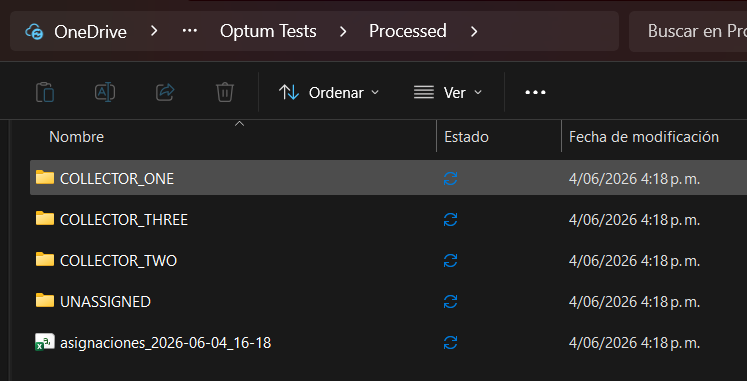 OneDrive > ··· Optum Tests > Processed > Buscar en Pro
Ordenar Ver ···
Nombre Estado Fecha de modificación
COLLECTOR_ONE 4/06/2026 4:18 p. m.
COLLECTOR_THREE 4/06/2026 4:18 p. m.
COLLECTOR_TWO 4/06/2026 4:18 p. m.
UNASSIGNED 4/06/2026 4:18 p. m.
asignaciones_2026-06-04_16-18 4/06/2026 4:18 p. m.